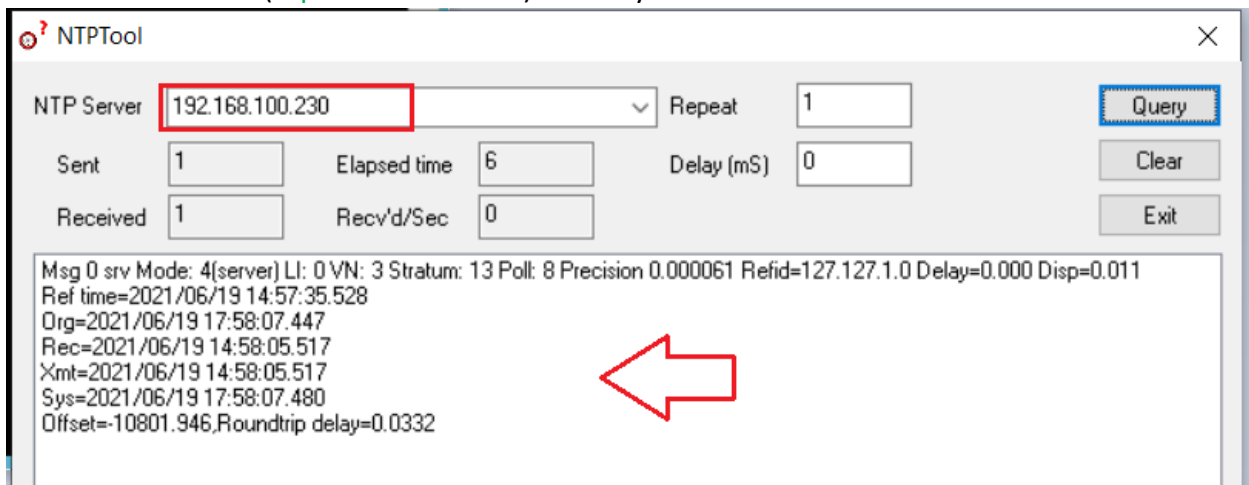 NTPTool
NTP Server 192.168.100.230 Repeat 1 Query
Sent 1 Elapsed time 6 Delay (mS) 0 Clear
Received 1 Recv'd/Sec 0 Exit
Msg 0 srv Mode: 4(server) LI: 0 VN: 3 Stratum: 13 Poll: 8 Precision 0.000061 Refid=127.127.1.0 Delay=0.000 Disp=0.011
Ref time=2021/06/19 14:57:35.528
Org=2021/06/19 17:58:07.447
Rec=2021/06/19 14:58:05.517
Xmt=2021/06/19 14:58:05.517
Sys=2021/06/19 17:58:07.480
Offset=-10801.946,Roundtrip delay=0.0332